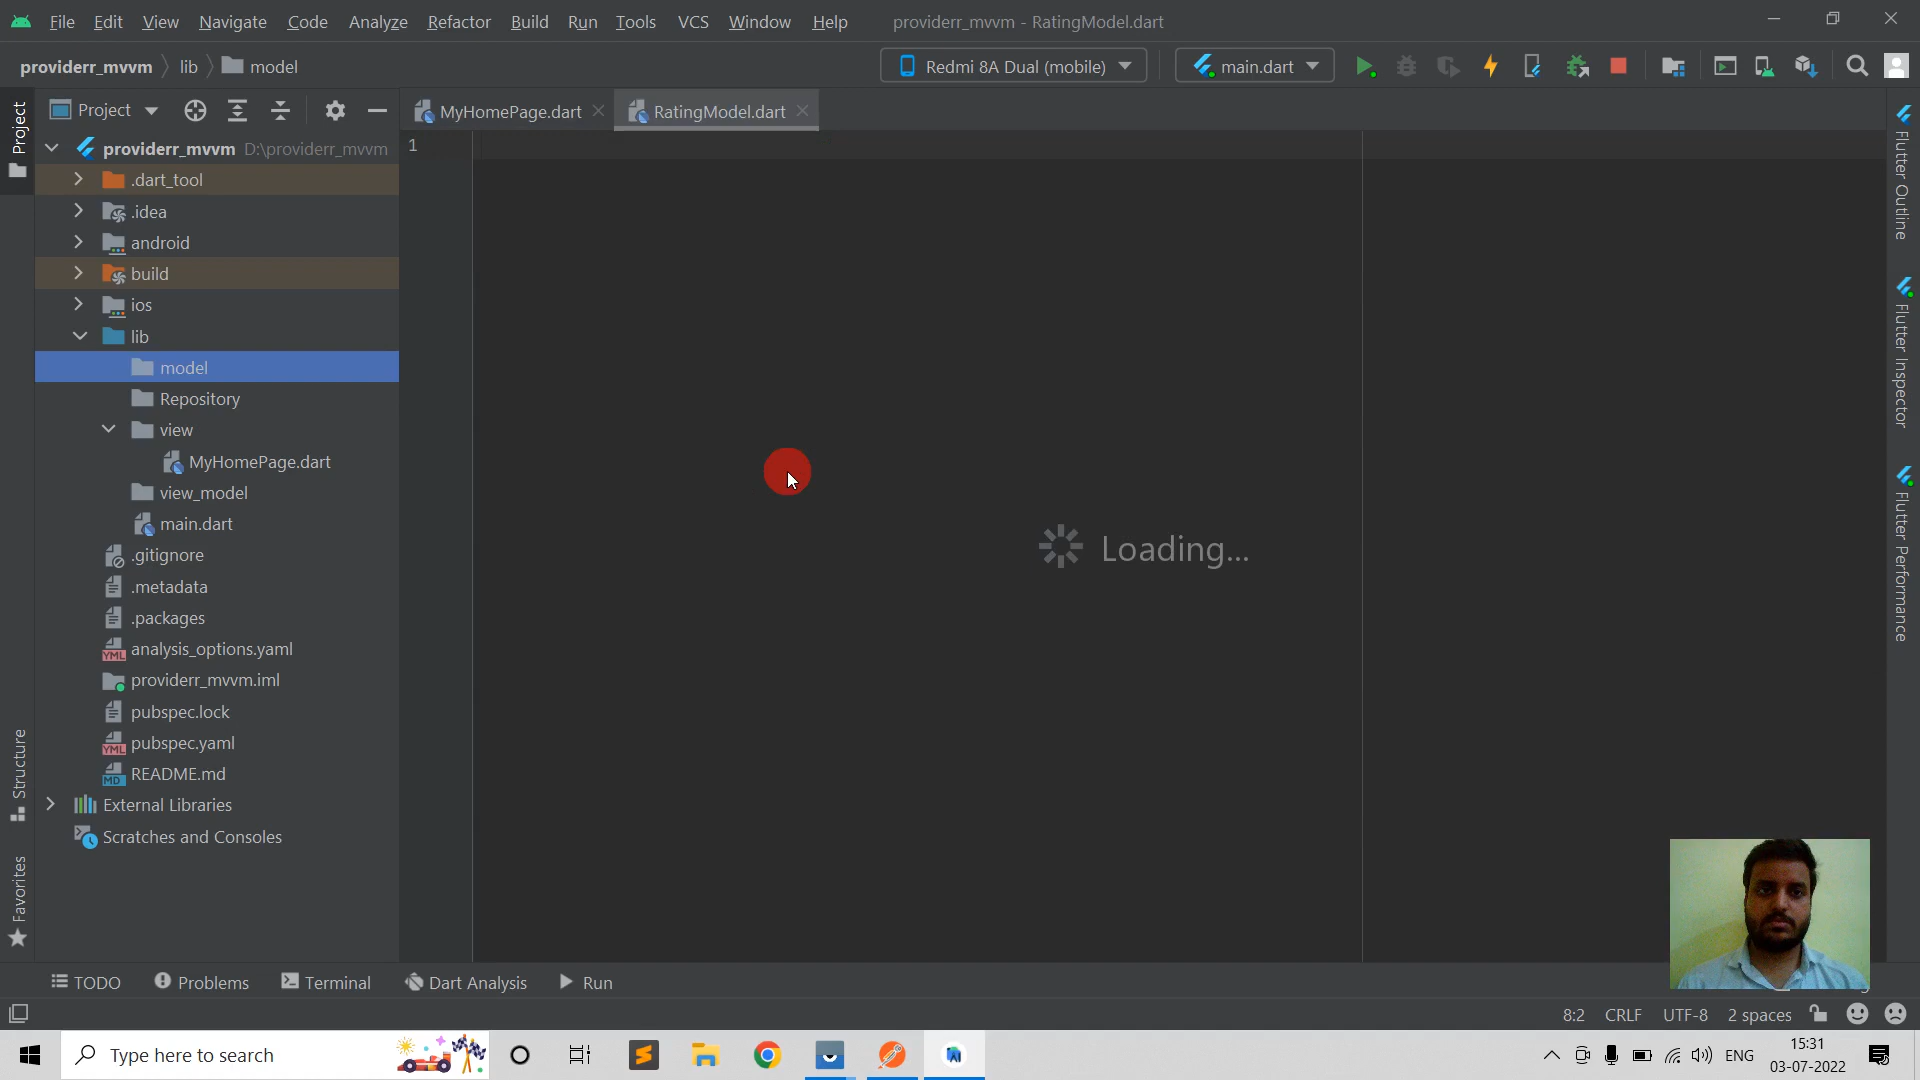 File Edit View Navigate Code Analyze Refactor Build Run Tools VCS Window Help providerr_mvvm - RatingModel.dart
providerr_mvvm lib model Redmi 8A Dual (mobile) main.dart
Project MyHomePage.dart RatingModel.dart
Project
providerr_mvvm D:\providerr_mvvm 1
.dart_tool
.idea
android
build
ios
lib
model
Repository
view
MyHomePage.dart
view_model
main.dart
.gitignore
.metadata
.packages
analysis_options.yaml
providerr_mvvm.iml
pubspec.lock
pubspec.yaml
README.md
External Libraries
Scratches and Consoles
Loading...
Structure
Favorites
Flutter Outline
Flutter Inspector
Flutter Performance
TODO Problems Terminal Dart Analysis Run
8:2 CRLF UTF-8 2 spaces
Type here to search ENG 15:31
03-07-2022